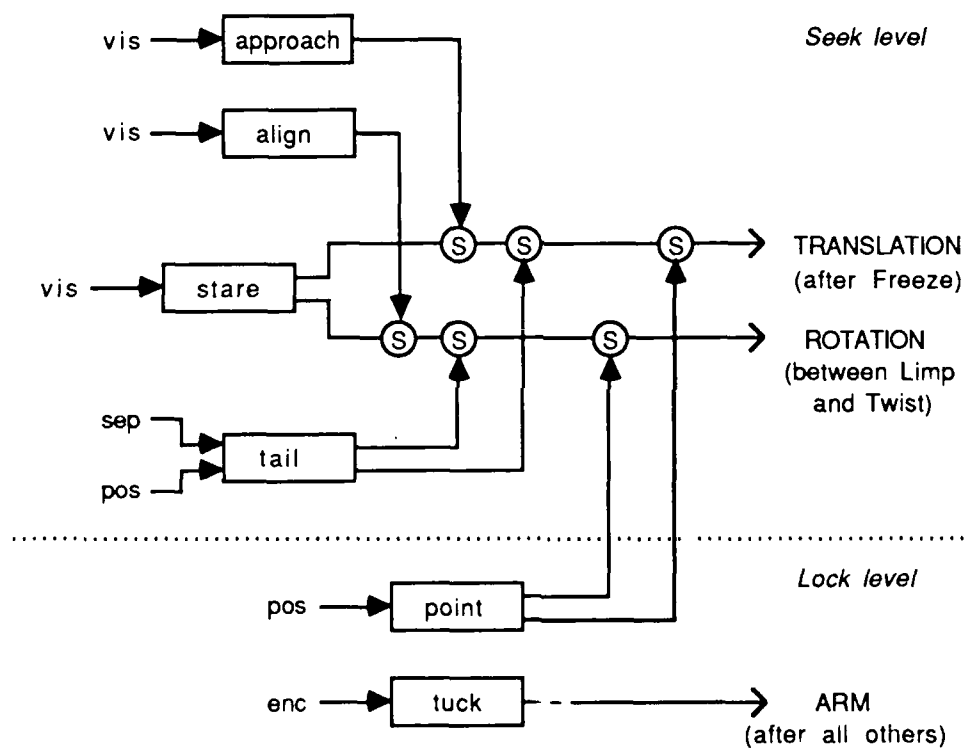 vis
approach
Seek level
vis
align
S
S
S
TRANSLATION
(after Freeze)
vis
stare
S
S
S
ROTATION
(between Limp
and Twist)
sep
tail
pos
Lock level
pos
point
enc
tuck
ARM
(after all others)